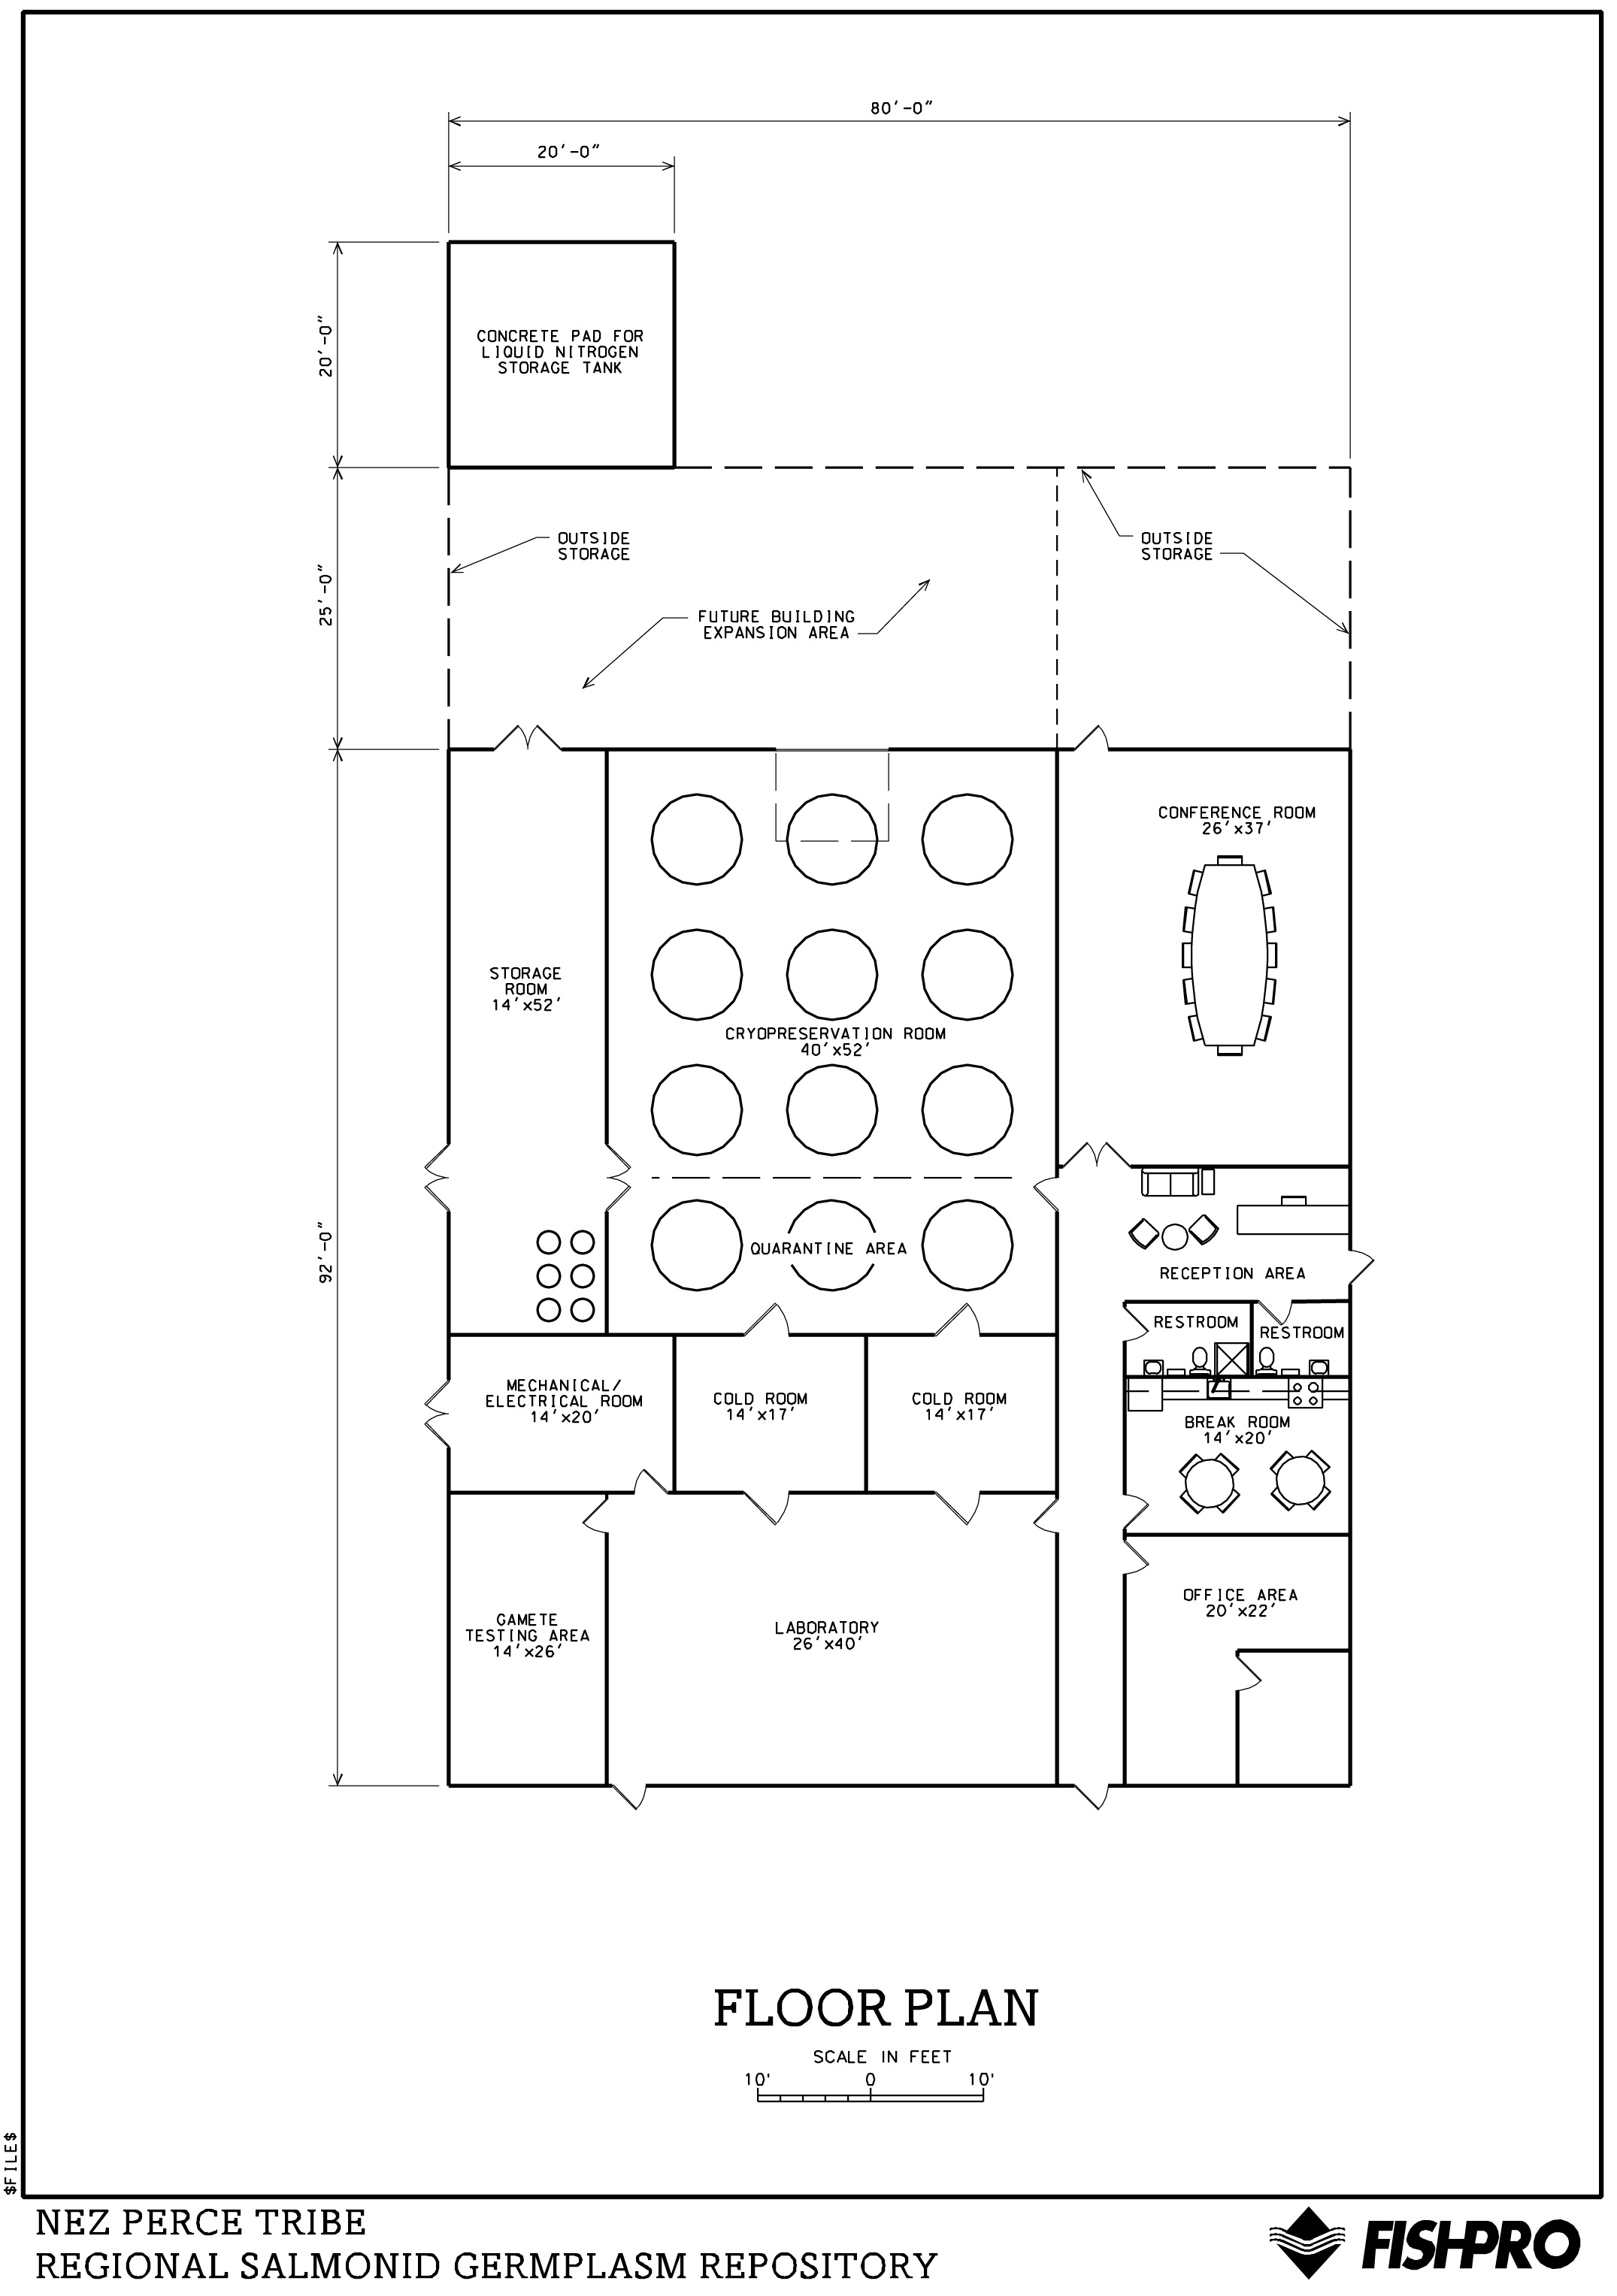 80'-0"
20'-0"
20'-0"
CONCRETE PAD FOR
LIQUID NITROGEN
STORAGE TANK
25'-0"
OUTSIDE
STORAGE
OUTSIDE
STORAGE
FUTURE BUILDING
EXPANSION AREA
92'-0"
CONFERENCE ROOM
26'x37'
STORAGE
ROOM
14'x52'
CRYOPRESERVATION ROOM
40'x52'
QUARANTINE AREA
RECEPTION AREA
RESTROOM
RESTROOM
MECHANICAL/
ELECTRICAL ROOM
14'x20'
COLD ROOM
14'x17'
COLD ROOM
14'x17'
BREAK ROOM
14'x20'
OFFICE AREA
20'x22'
GAMETE
TESTING AREA
14'x26'
LABORATORY
26'x40'
FLOOR PLAN
SCALE IN FEET
10' 0 10'
$FILE$
NEZ PERCE TRIBE
REGIONAL SALMONID GERMPLASM REPOSITORY
FISHPRO